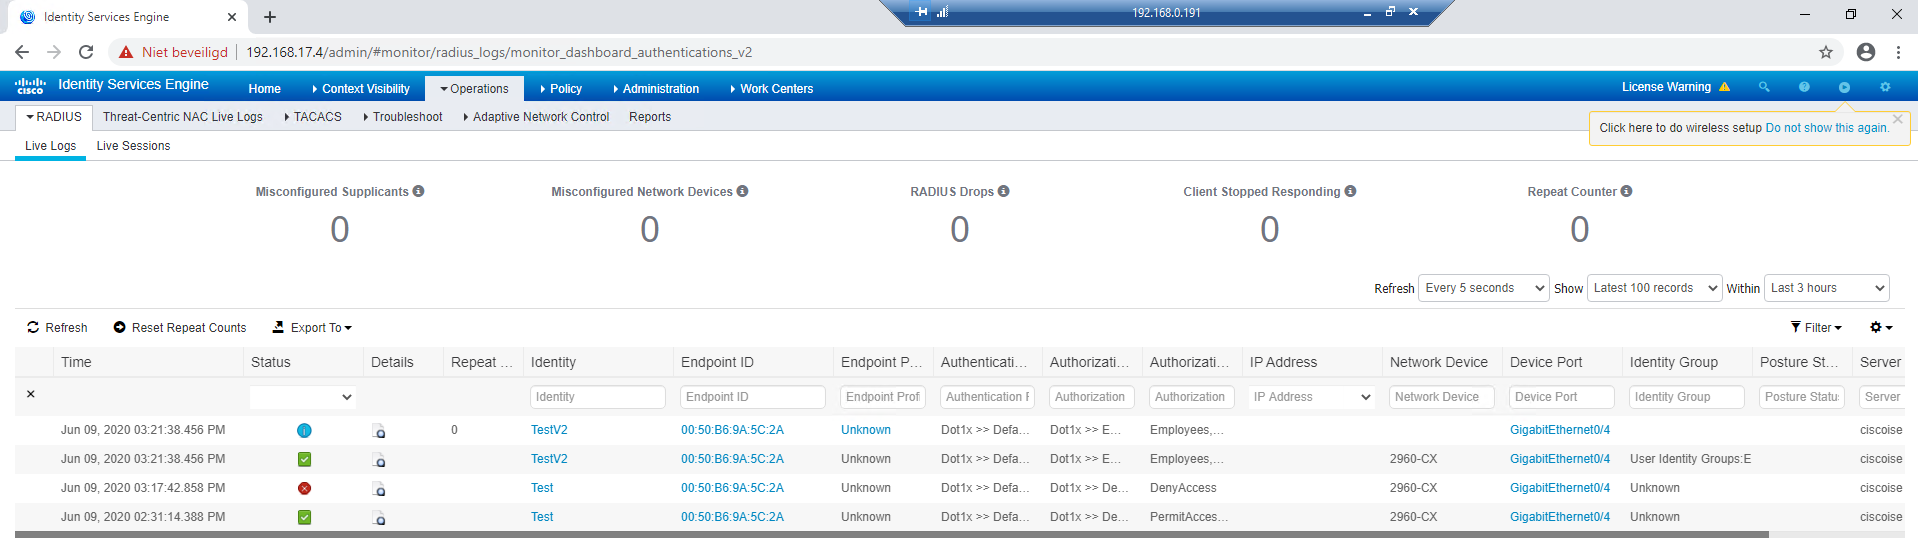 Identity Services Engine
192.168.0.191
Niet beveiligd 192.168.17.4/admin/#monitor/radius_logs/monitor_dashboard_authentications_v2
cisco Identity Services Engine Home Context Visibility Operations Policy Administration Work Centers License Warning
RADIUS Threat-Centric NAC Live Logs TACACS Troubleshoot Adaptive Network Control Reports
Click here to do wireless setup Do not show this again.
Live Logs Live Sessions
Misconfigured Supplicants Misconfigured Network Devices RADIUS Drops Client Stopped Responding Repeat Counter
0 0 0 0 0
Refresh Every 5 seconds Show Latest 100 records Within Last 3 hours
Refresh Reset Repeat Counts Export To Filter
Time Status Details Repeat ... Identity Endpoint ID Endpoint P... Authenticati... Authorizati... Authorizati... IP Address Network Device Device Port Identity Group Posture St... Server
Identity Endpoint ID Endpoint Profi Authentication F Authorization Authorization IP Address Network Device Device Port Identity Group Posture Statu Server
Jun 09, 2020 03:21:38.456 PM 0 TestV2 00:50:B6:9A:5C:2A Unknown Dot1x >> Defa... Dot1x >> E... Employees,... GigabitEthernet0/4 ciscoise
Jun 09, 2020 03:21:38.456 PM TestV2 00:50:B6:9A:5C:2A Unknown Dot1x >> Defa... Dot1x >> E... Employees,... 2960-CX GigabitEthernet0/4 User Identity Groups:E ciscoise
Jun 09, 2020 03:17:42.858 PM Test 00:50:B6:9A:5C:2A Unknown Dot1x >> Defa... Dot1x >> De... DenyAccess 2960-CX GigabitEthernet0/4 Unknown ciscoise
Jun 09, 2020 02:31:14.388 PM Test 00:50:B6:9A:5C:2A Unknown Dot1x >> Defa... Dot1x >> De... PermitAcces... 2960-CX GigabitEthernet0/4 Unknown ciscoise